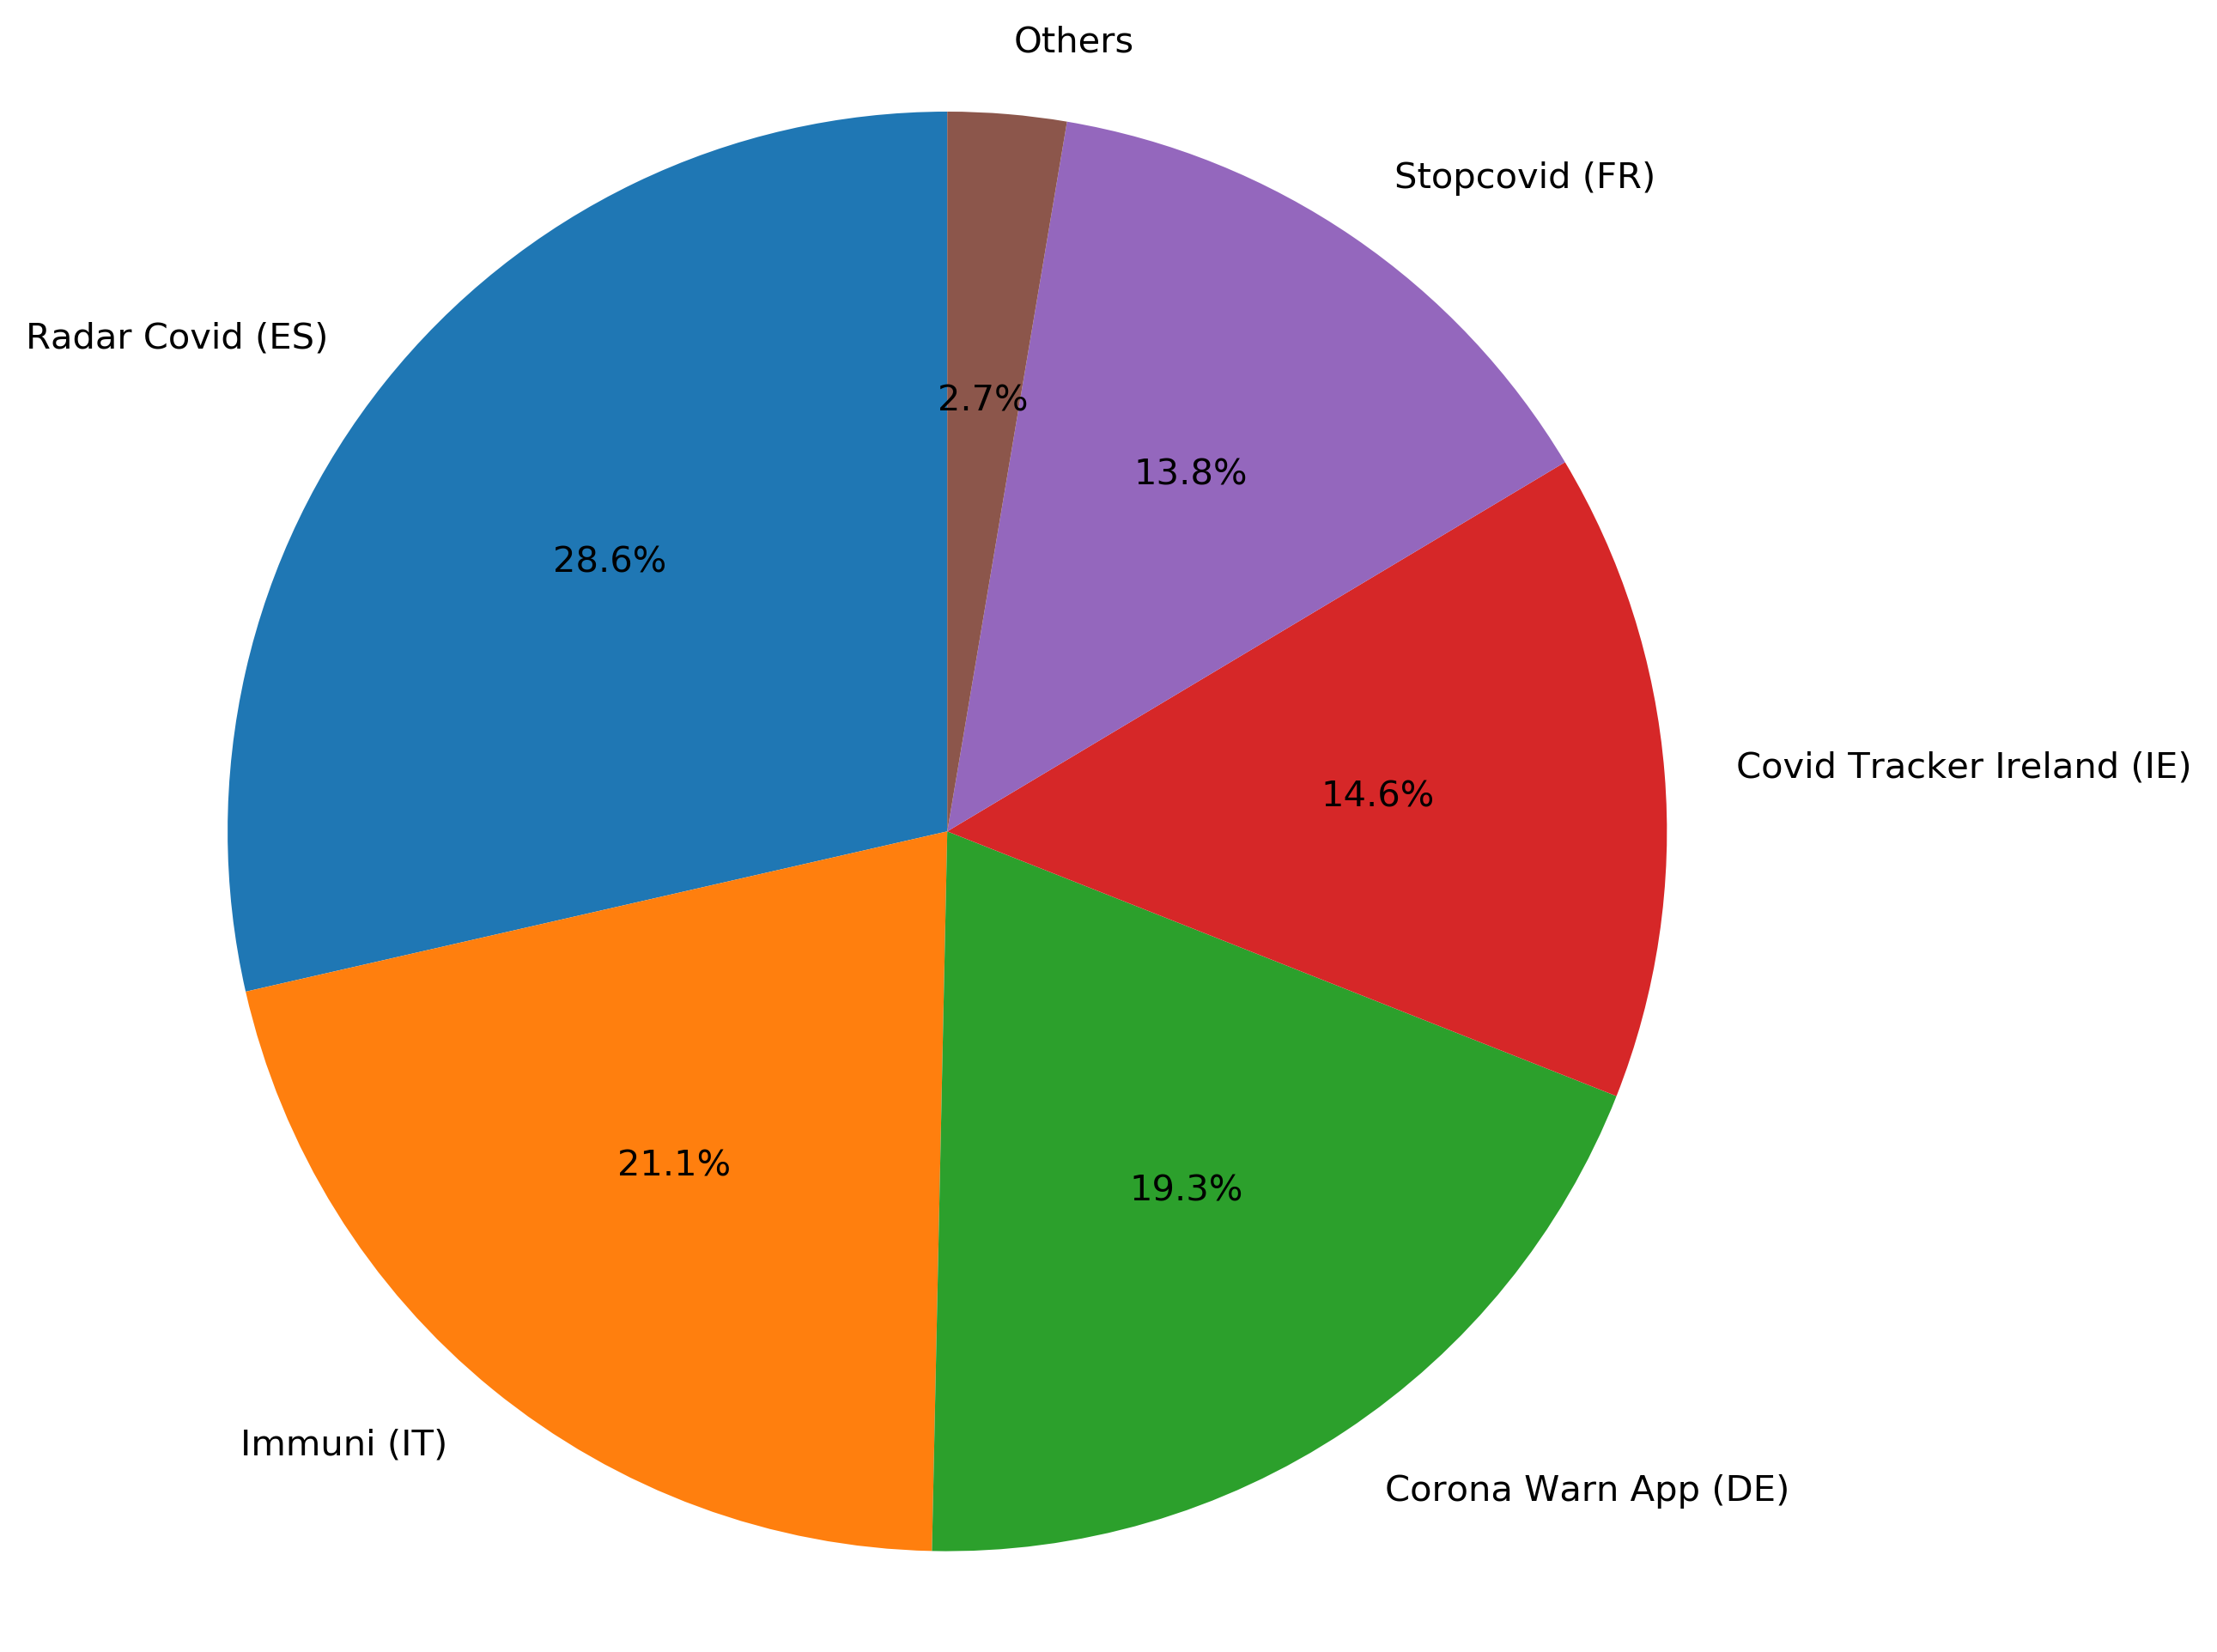 Others
Stopcovid (FR)
Radar Covid (ES)
2.7%
13.8%
28.6%
Covid Tracker Ireland (IE)
14.6%
21.1%
19.3%
Immuni (IT)
Corona Warn App (DE)